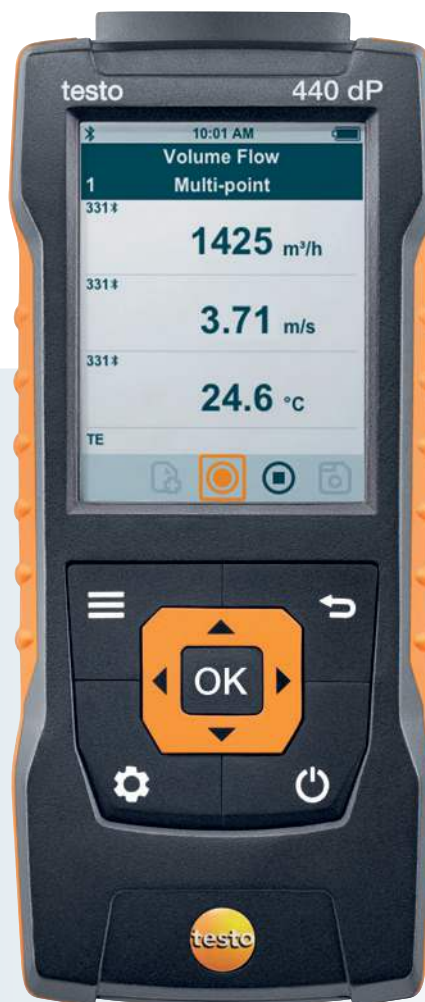 testo 440 dP
10:01 AM
Volume Flow
1 Multi-point
331
1425 m³/h
331
3.71 m/s
331
24.6 °C
TE
OK
testo